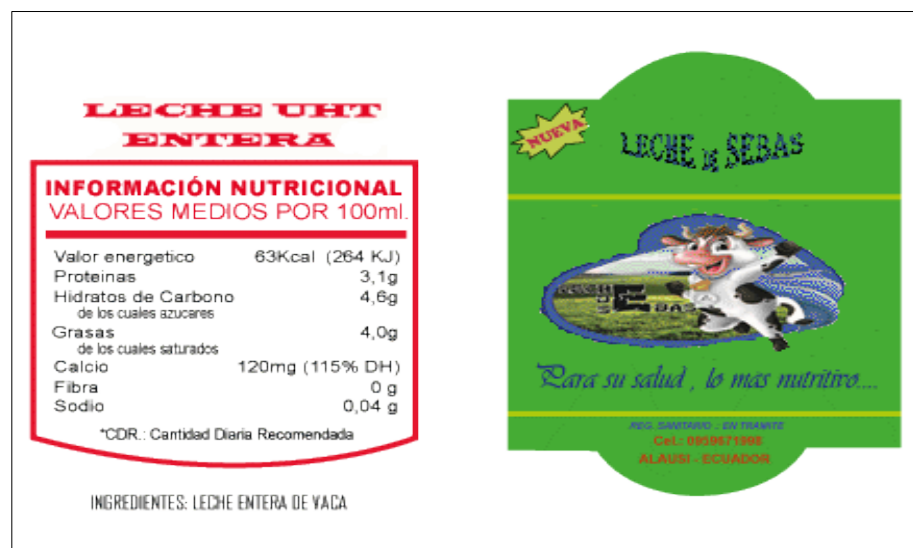 LECHE UHT
ENTERA
INFORMACIÓN NUTRICIONAL
VALORES MEDIOS POR 100ml.
Valor energetico 63Kcal (264 KJ)
Proteinas 3,1g
Hidratos de Carbono 4,6g
de los cuales azucares
Grasas 4,0g
de los cuales saturados
Calcio 120mg (115% DH)
Fibra 0 g
Sodio 0,04 g
*CDR.: Cantidad Diaria Recomendada
INGREDIENTES: LECHE ENTERA DE VACA
NUEVA
LECHE DE SEBAS
Para su salud , lo mas nutritivo....
REG. SANITARIO : EN TRAMITE
Cel.: 0959671998
ALAUSI - ECUADOR